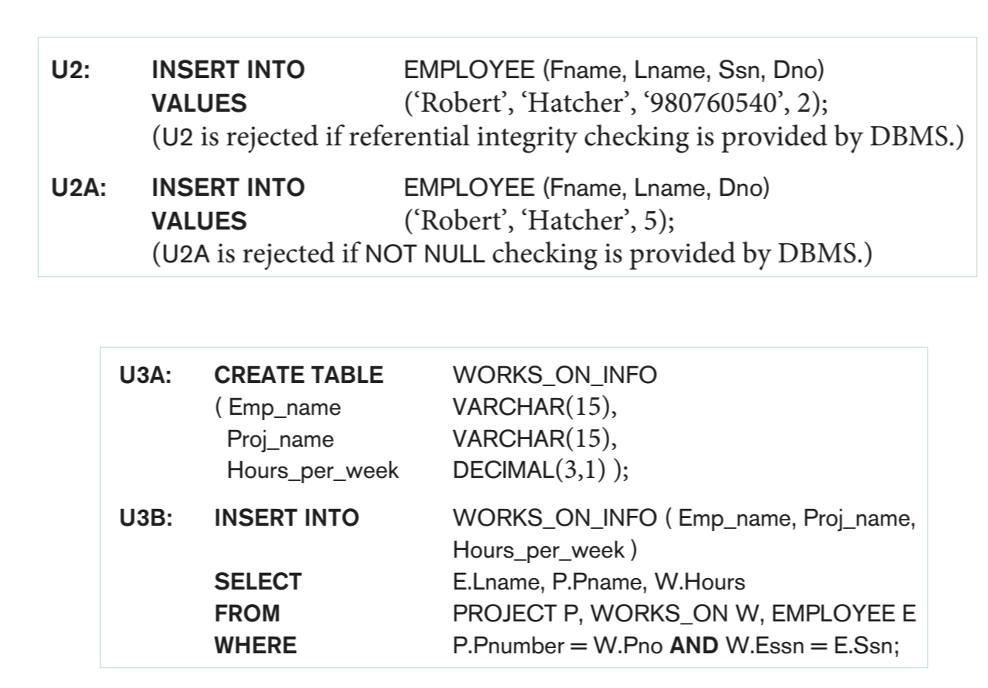 U2: INSERT INTO EMPLOYEE (Fname, Lname, Ssn, Dno)
VALUES (‘Robert’, ‘Hatcher’, ‘980760540’, 2);
(U2 is rejected if referential integrity checking is provided by DBMS.)
U2A: INSERT INTO EMPLOYEE (Fname, Lname, Dno)
VALUES (‘Robert’, ‘Hatcher’, 5);
(U2A is rejected if NOT NULL checking is provided by DBMS.)
U3A: CREATE TABLE WORKS_ON_INFO
( Emp_name VARCHAR(15),
Proj_name VARCHAR(15),
Hours_per_week DECIMAL(3,1) );
U3B: INSERT INTO WORKS_ON_INFO ( Emp_name, Proj_name,
Hours_per_week )
SELECT E.Lname, P.Pname, W.Hours
FROM PROJECT P, WORKS_ON W, EMPLOYEE E
WHERE P.Pnumber = W.Pno AND W.Essn = E.Ssn;